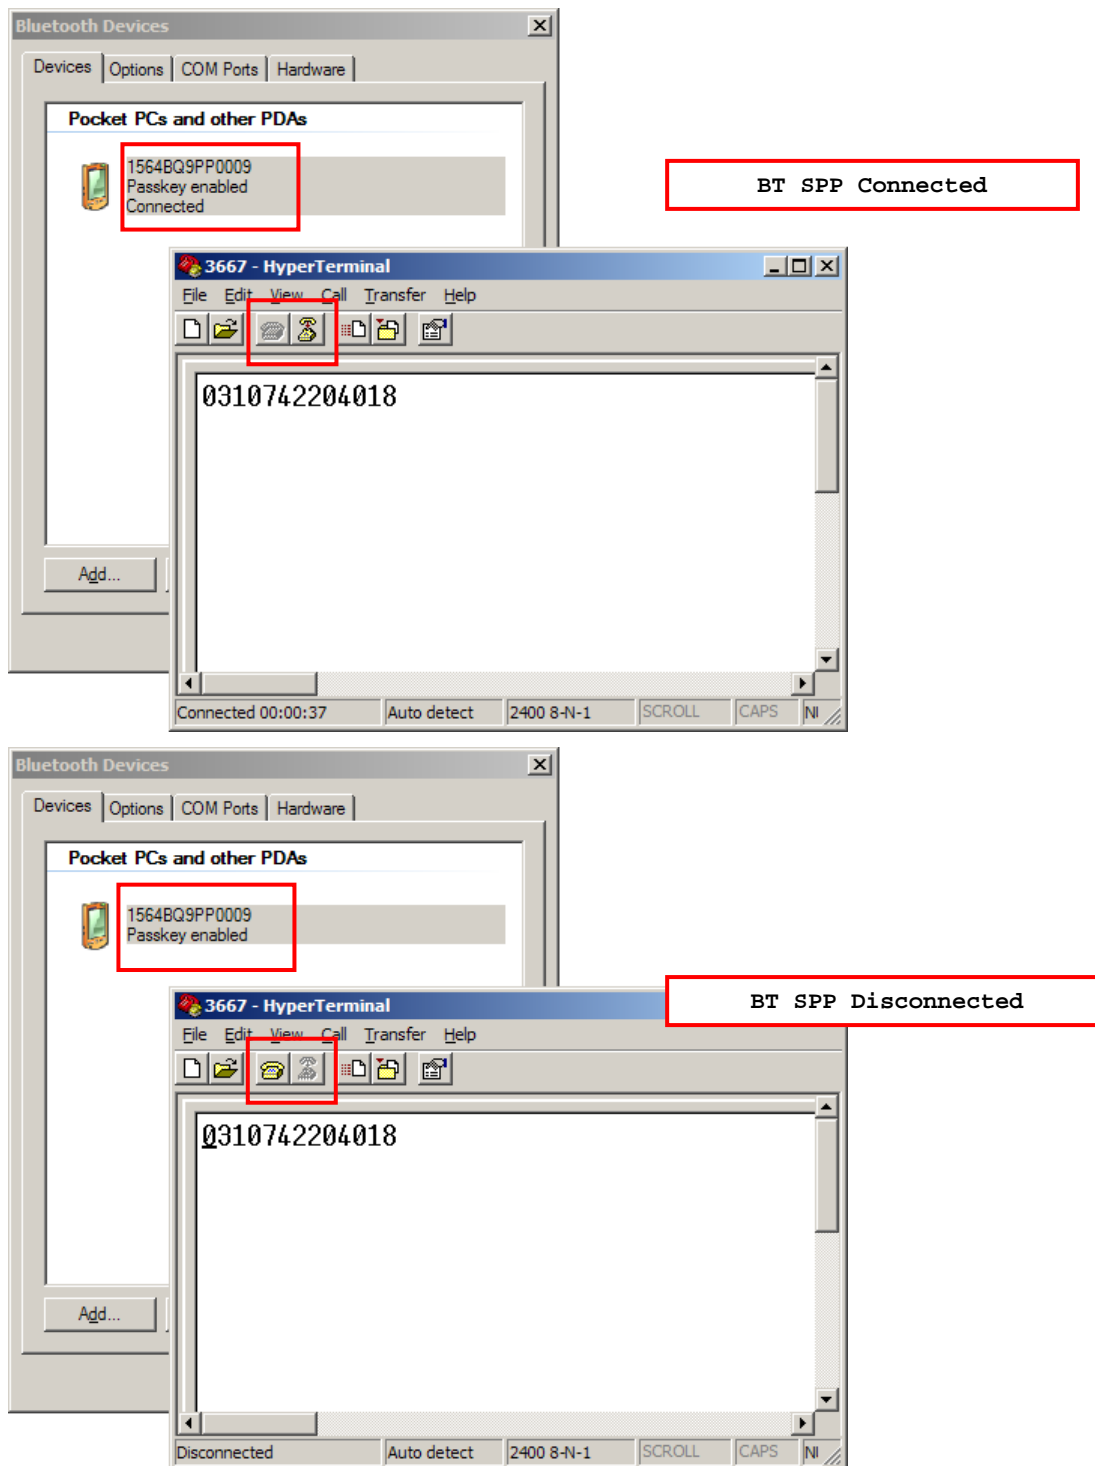 Bluetooth Devices
Devices Options COM Ports Hardware
Pocket PCs and other PDAs
1564BQ9PP0009
Passkey enabled
Connected
BT SPP Connected
3667 - HyperTerminal
File Edit View Call Transfer Help
0310742204018
Add...
Connected 00:00:37 Auto detect 2400 8-N-1 SCROLL CAPS
Bluetooth Devices
Devices Options COM Ports Hardware
Pocket PCs and other PDAs
1564BQ9PP0009
Passkey enabled
BT SPP Disconnected
3667 - HyperTerminal
File Edit View Call Transfer Help
0310742204018
Add...
Disconnected Auto detect 2400 8-N-1 SCROLL CAPS